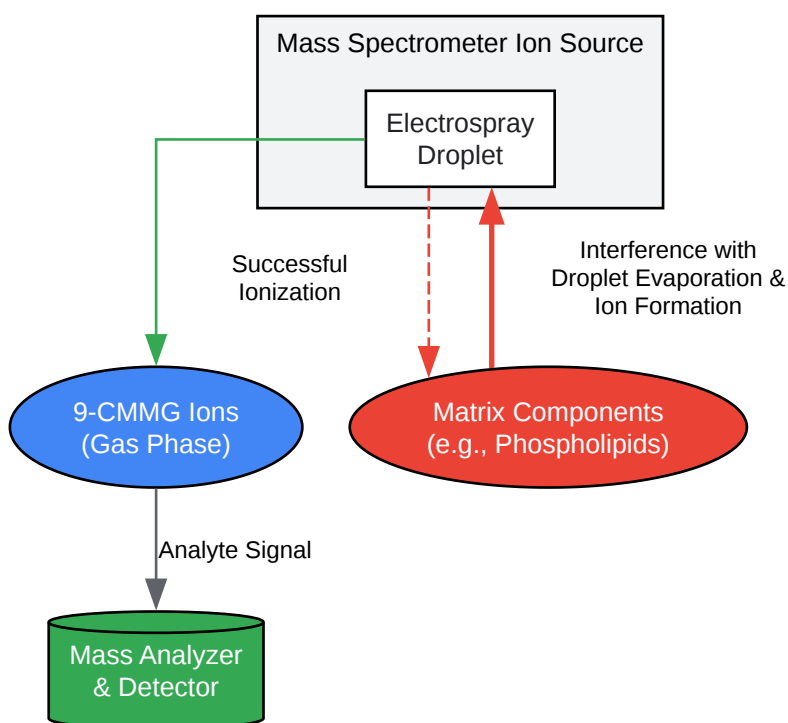 Mass Spectrometer Ion Source
Electrospray
Droplet
Successful
Ionization
Interference with
Droplet Evaporation &
Ion Formation
9-CMMG Ions
(Gas Phase)
Matrix Components
(e.g., Phospholipids)
Analyte Signal
Mass Analyzer
& Detector